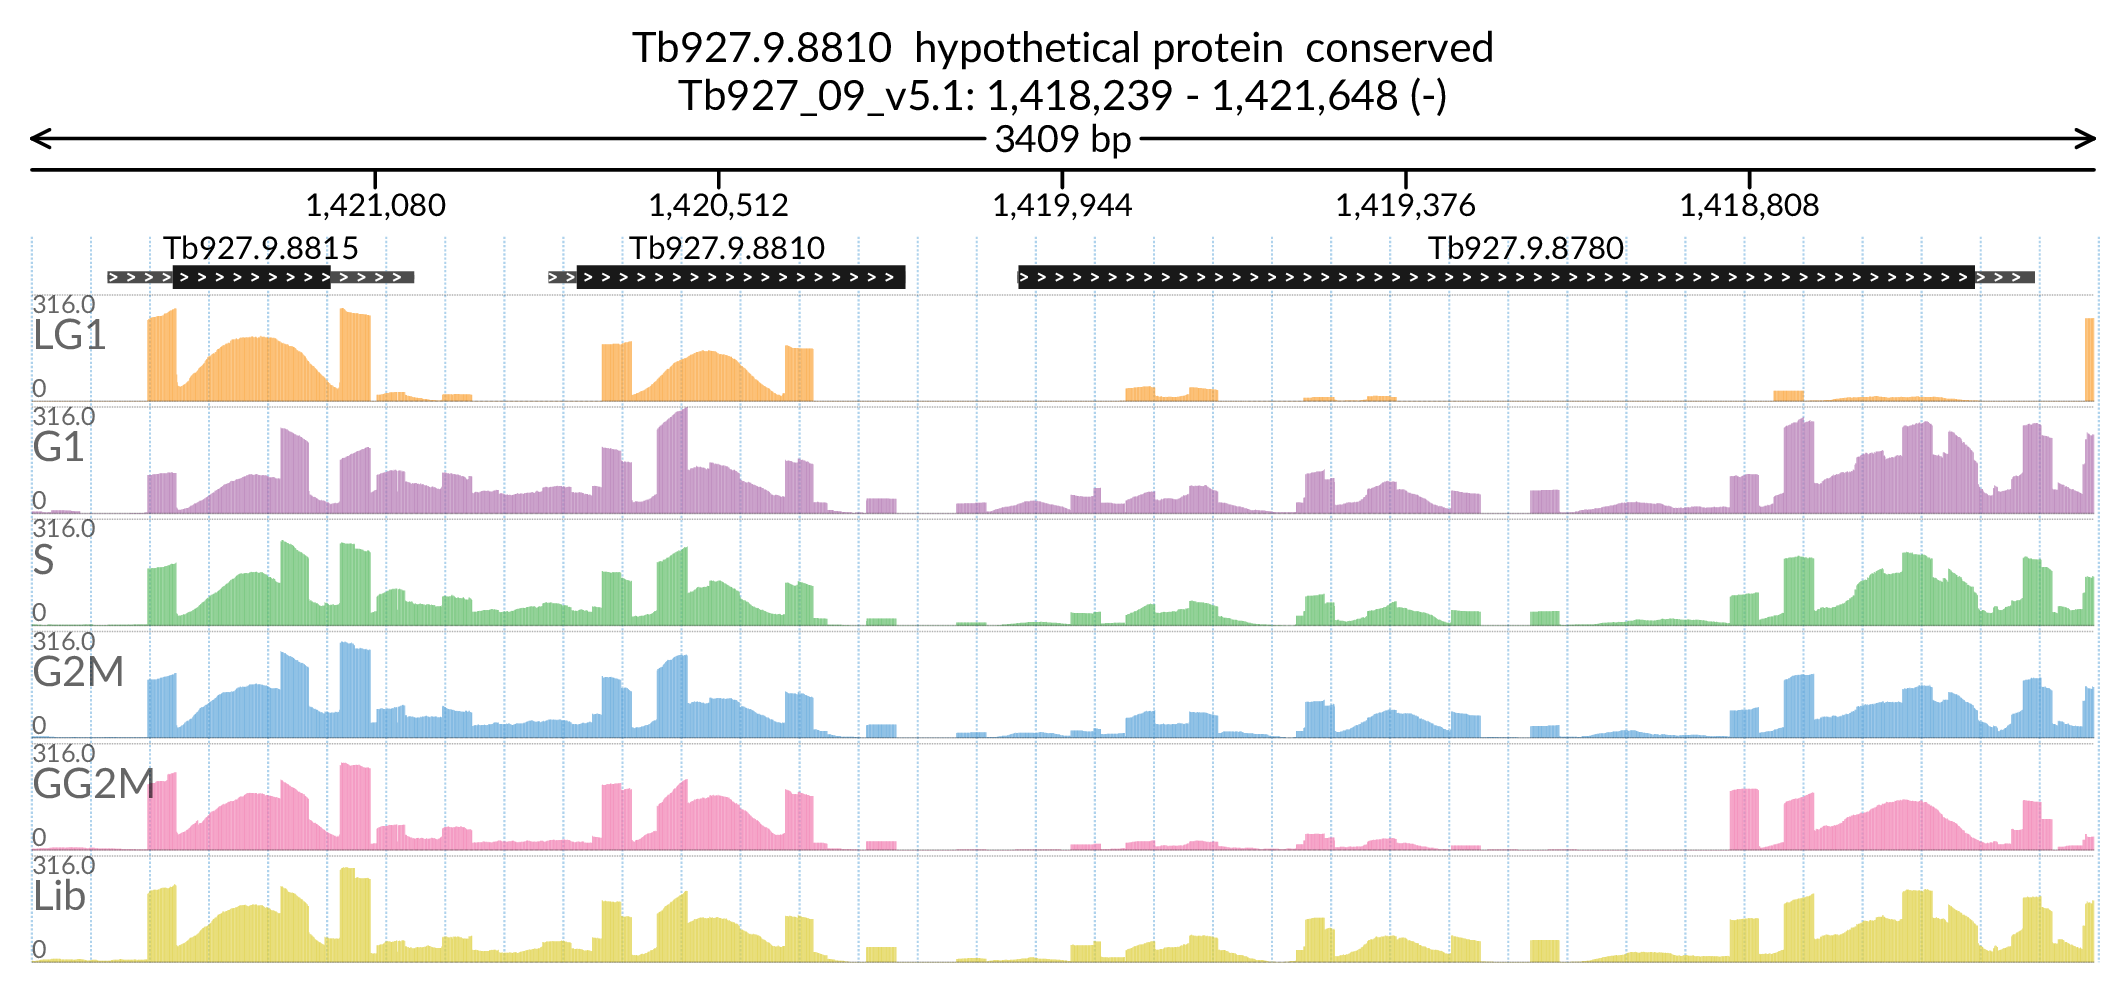 Tb927.9.8810  hypothetical protein  conserved
Tb927_09_v5.1: 1,418,239 - 1,421,648 (-)
3409 bp
1,421,080 1,420,512 1,419,944 1,419,376 1,418,808
Tb927.9.8815 Tb927.9.8810 Tb927.9.8780
316.0
LG1
0
316.0
G1
0
316.0
S
0
316.0
G2M
0
316.0
GG2M
0
316.0
Lib
0